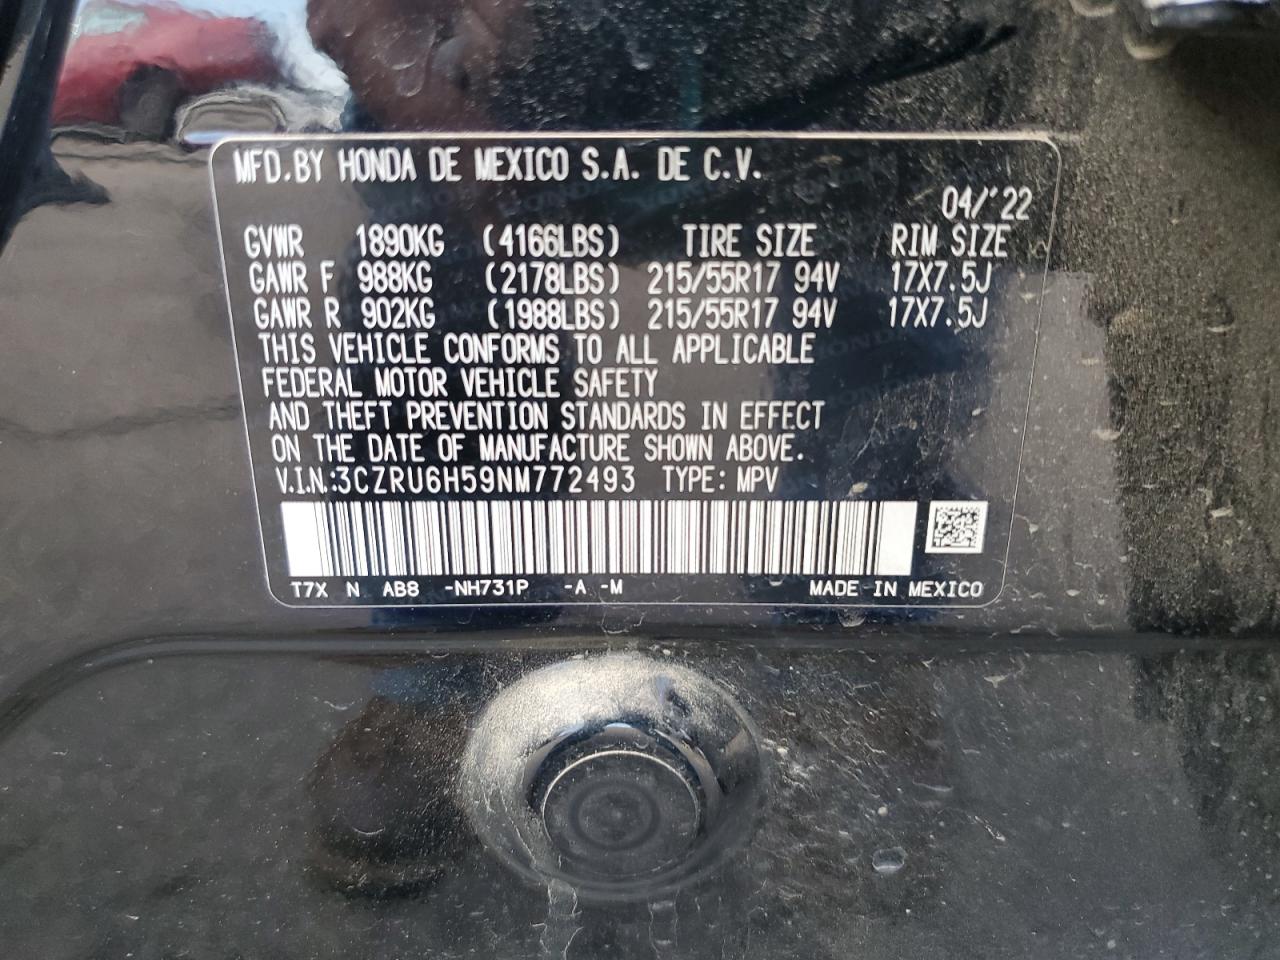 MFD.BY HONDA DE MEXICO S.A. DE C.V.
04/'22
GVWR 1890KG (4166LBS) TIRE SIZE RIM SIZE
GAWR F 988KG (2178LBS) 215/55R17 94V 17X7.5J
GAWR R 902KG (1988LBS) 215/55R17 94V 17X7.5J
THIS VEHICLE CONFORMS TO ALL APPLICABLE
FEDERAL MOTOR VEHICLE SAFETY
AND THEFT PREVENTION STANDARDS IN EFFECT
ON THE DATE OF MANUFACTURE SHOWN ABOVE.
V.I.N.:3CZRU6H59NM772493 TYPE: MPV
T7X N AB8 -NH731P -A -M MADE IN MEXICO